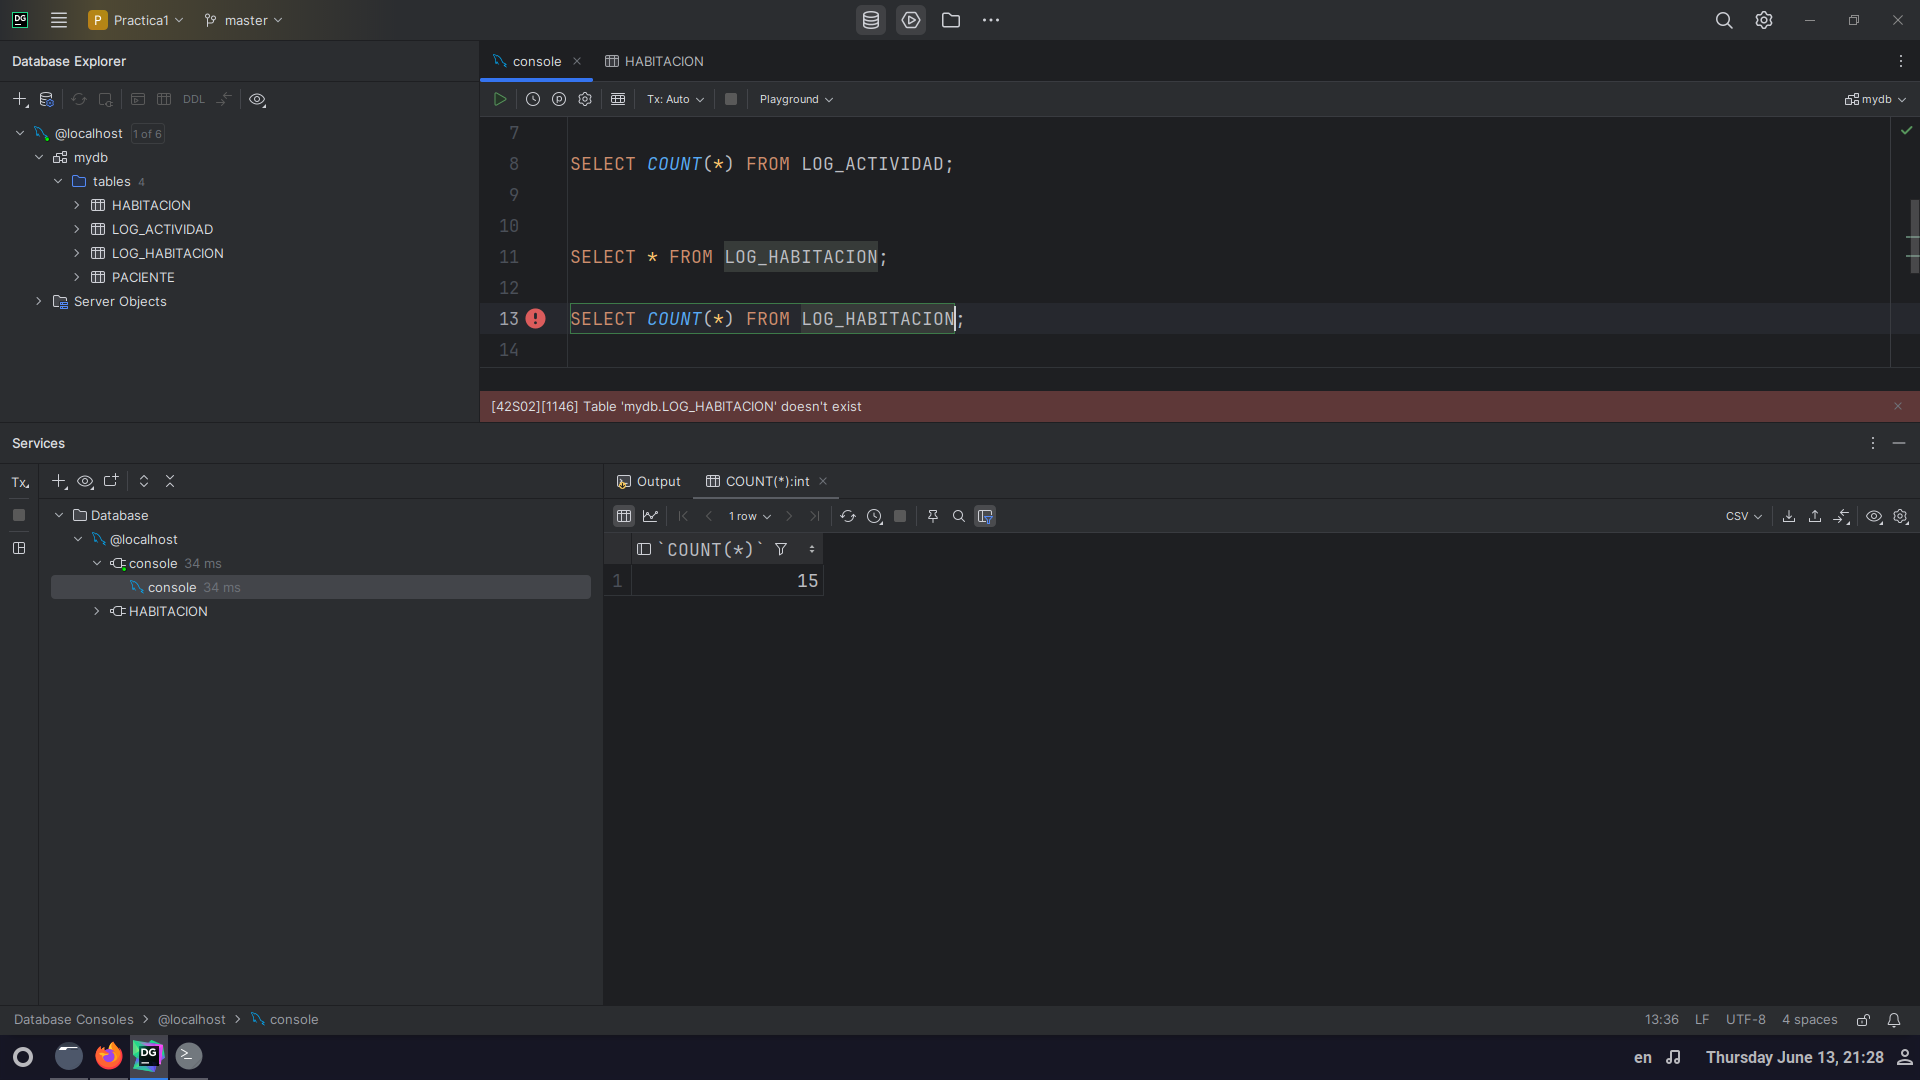 DG
P Practica1
master
Database Explorer
console
HABITACION
DDL
Tx: Auto
Playground
mydb
@localhost 1 of 6
mydb
tables 4
HABITACION
LOG_ACTIVIDAD
LOG_HABITACION
PACIENTE
Server Objects
7
8 SELECT COUNT(*) FROM LOG_ACTIVIDAD;
9
10
11 SELECT * FROM LOG_HABITACION;
12
13 SELECT COUNT(*) FROM LOG_HABITACION;
14
[42S02][1146] Table 'mydb.LOG_HABITACION' doesn't exist
Services
Tx
Database
@localhost
console 34 ms
console 34 ms
HABITACION
Output
COUNT(*):int
1 row
CSV
`COUNT(*)`
1 15
Database Consoles > @localhost > console
13:36 LF UTF-8 4 spaces
DG
en
Thursday June 13, 21:28